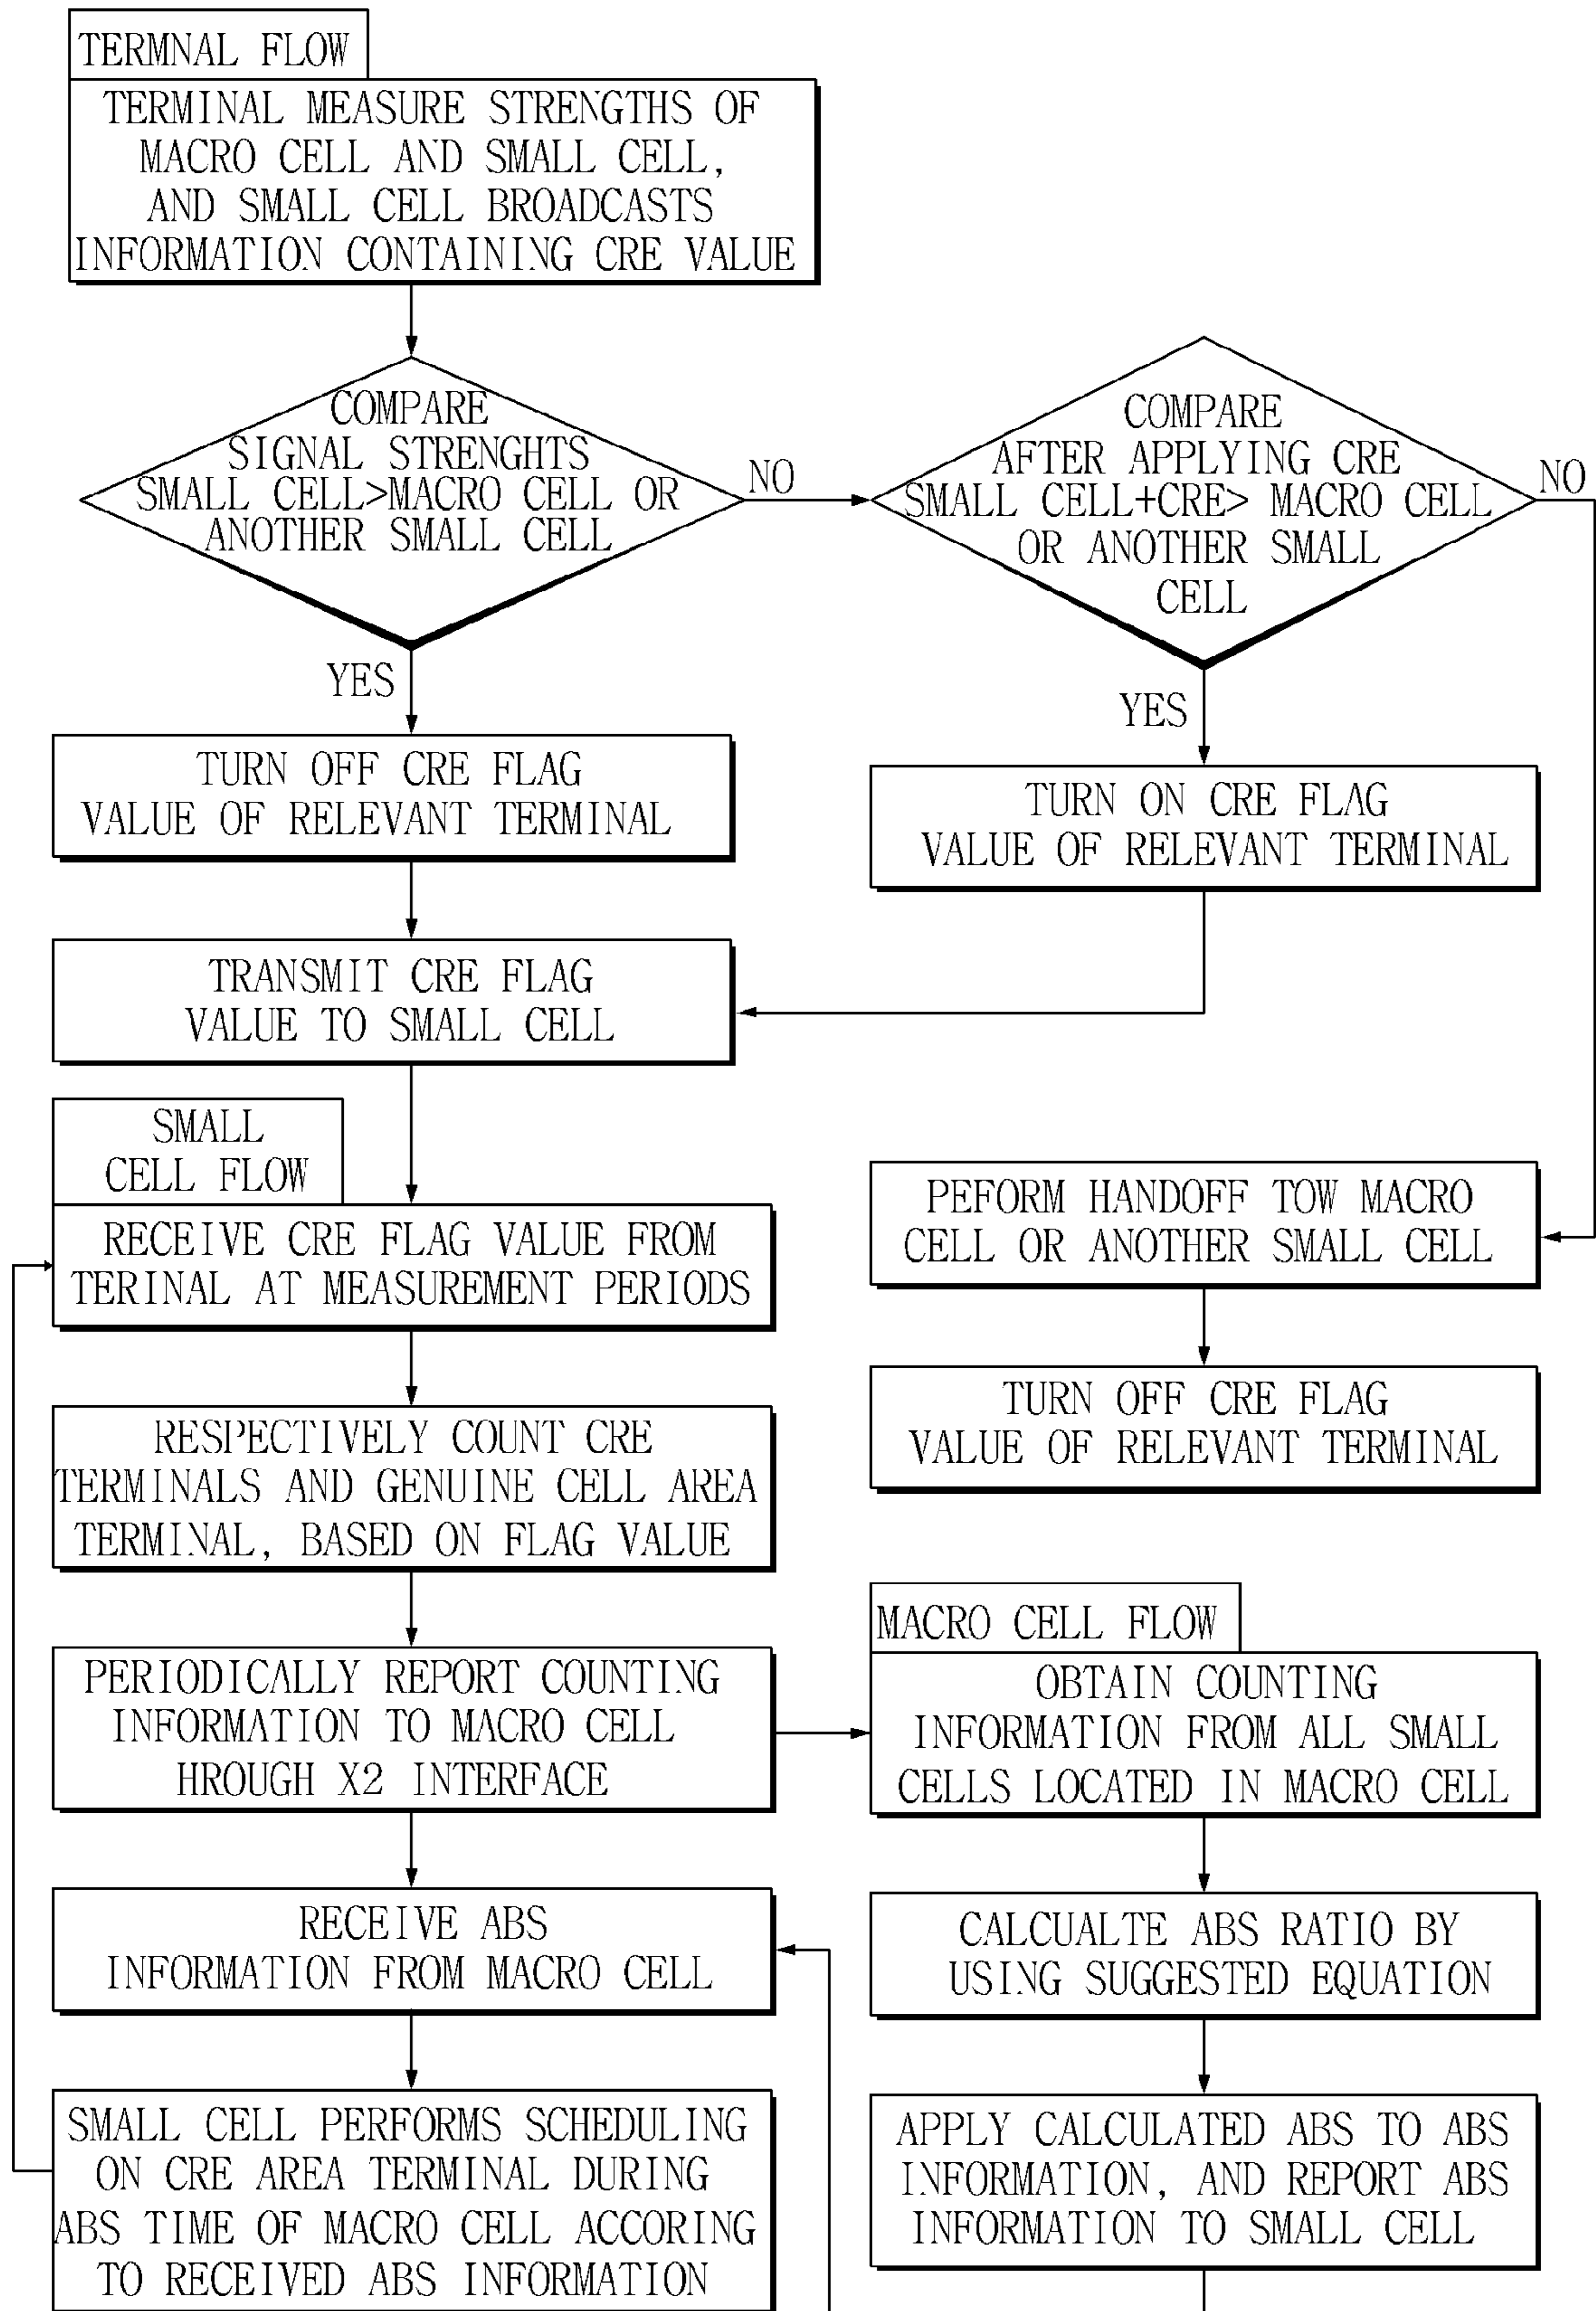 TERMNAL FLOW
TERMINAL MEASURE STRENGTHS OF
MACRO CELL AND SMALL CELL,
AND SMALL CELL BROADCASTS
INFORMATION CONTAINING CRE VALUE
COMPARE
SIGNAL STRENGHTS
SMALL CELL>MACRO CELL OR
ANOTHER SMALL CELL
NO
YES
COMPARE
AFTER APPLYING CRE
SMALL CELL+CRE> MACRO CELL
OR ANOTHER SMALL
CELL
NO
YES
TURN OFF CRE FLAG
VALUE OF RELEVANT TERMINAL
TURN ON CRE FLAG
VALUE OF RELEVANT TERMINAL
TRANSMIT CRE FLAG
VALUE TO SMALL CELL
SMALL
CELL FLOW
RECEIVE CRE FLAG VALUE FROM
TERINAL AT MEASUREMENT PERIODS
PEFORM HANDOFF TOW MACRO
CELL OR ANOTHER SMALL CELL
TURN OFF CRE FLAG
VALUE OF RELEVANT TERMINAL
RESPECTIVELY COUNT CRE
TERMINALS AND GENUINE CELL AREA
TERMINAL, BASED ON FLAG VALUE
PERIODICALLY REPORT COUNTING
INFORMATION TO MACRO CELL
HROUGH X2 INTERFACE
MACRO CELL FLOW
OBTAIN COUNTING
INFORMATION FROM ALL SMALL
CELLS LOCATED IN MACRO CELL
RECEIVE ABS
INFORMATION FROM MACRO CELL
CALCUALTE ABS RATIO BY
USING SUGGESTED EQUATION
SMALL CELL PERFORMS SCHEDULING
ON CRE AREA TERMINAL DURING
ABS TIME OF MACRO CELL ACCORING
TO RECEIVED ABS INFORMATION
APPLY CALCULATED ABS TO ABS
INFORMATION, AND REPORT ABS
INFORMATION TO SMALL CELL